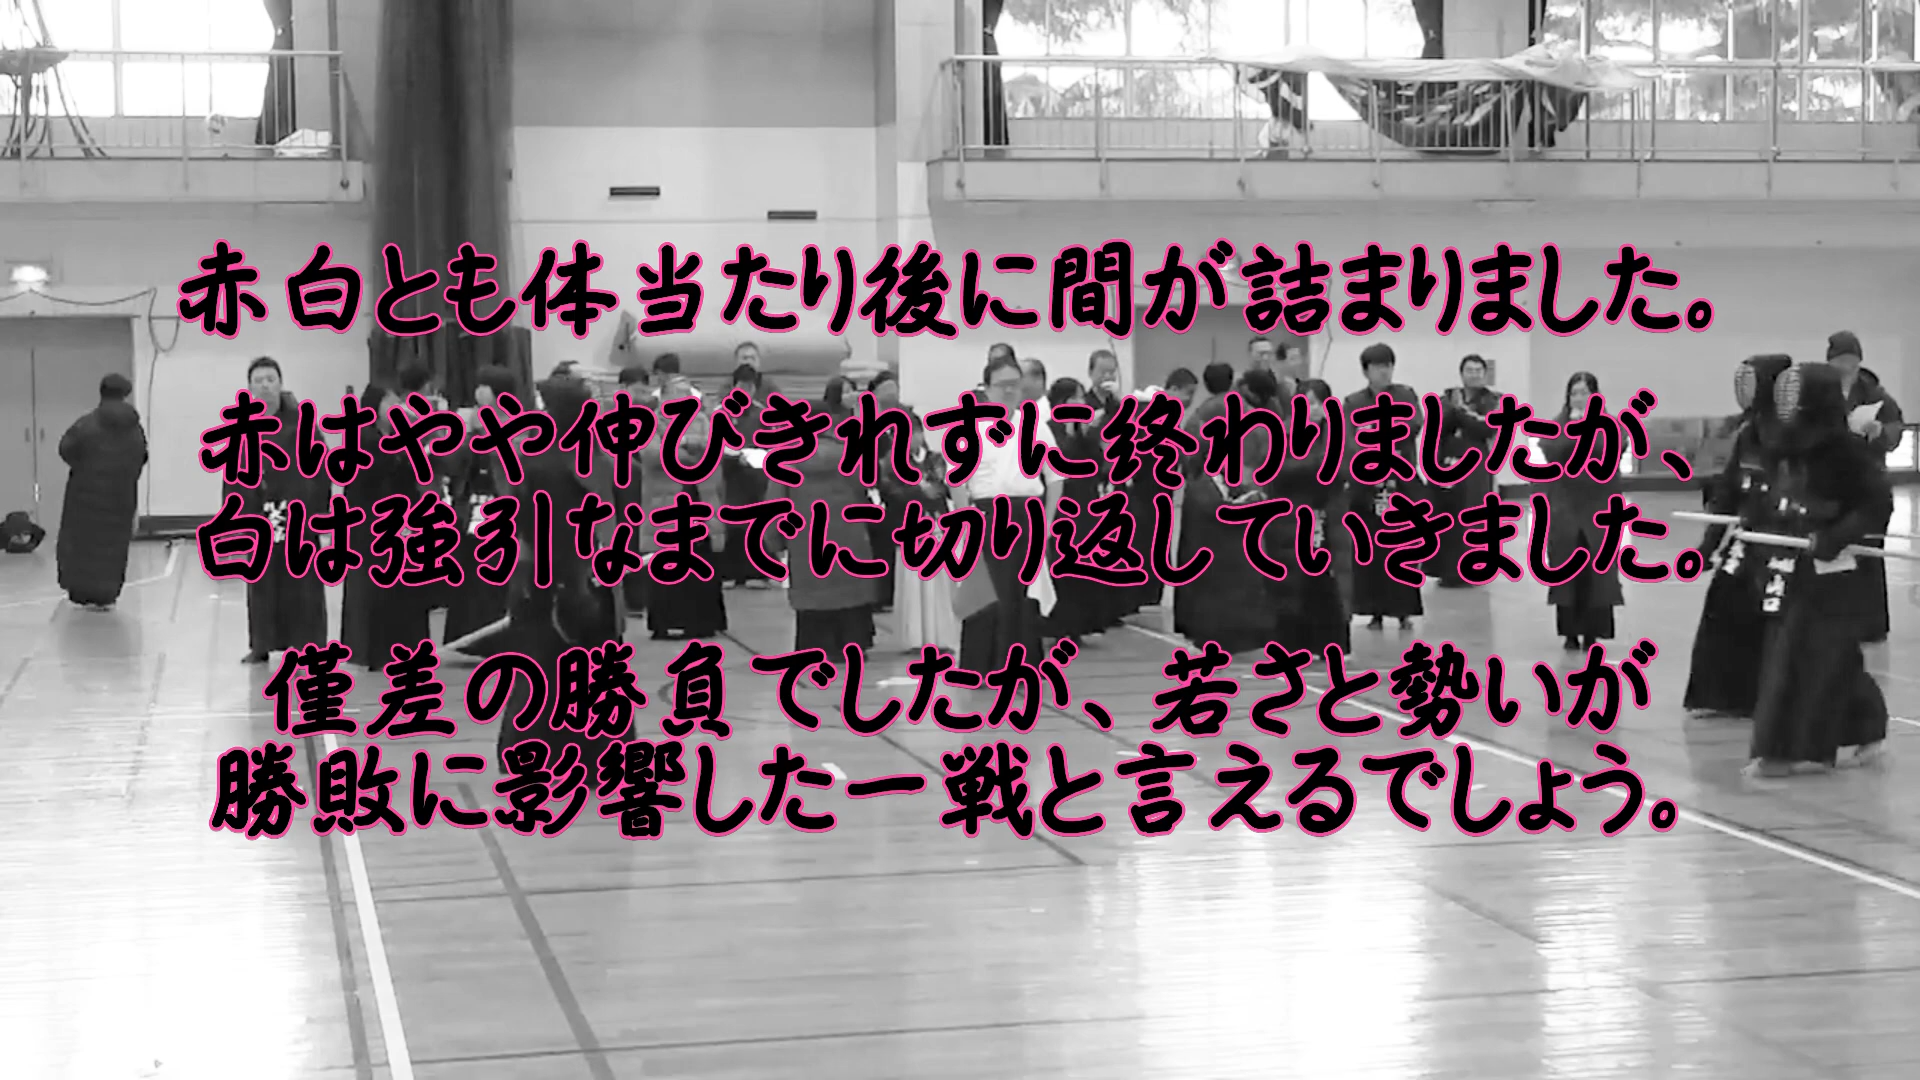 赤白とも体当たり後に間が詰まりました。
赤はやや伸びきれずに終わりましたが、
白は強引なまでに切り返していきました。
僅差の勝負でしたが、若さと勢いが
勝敗に影響した一戦と言えるでしょう。